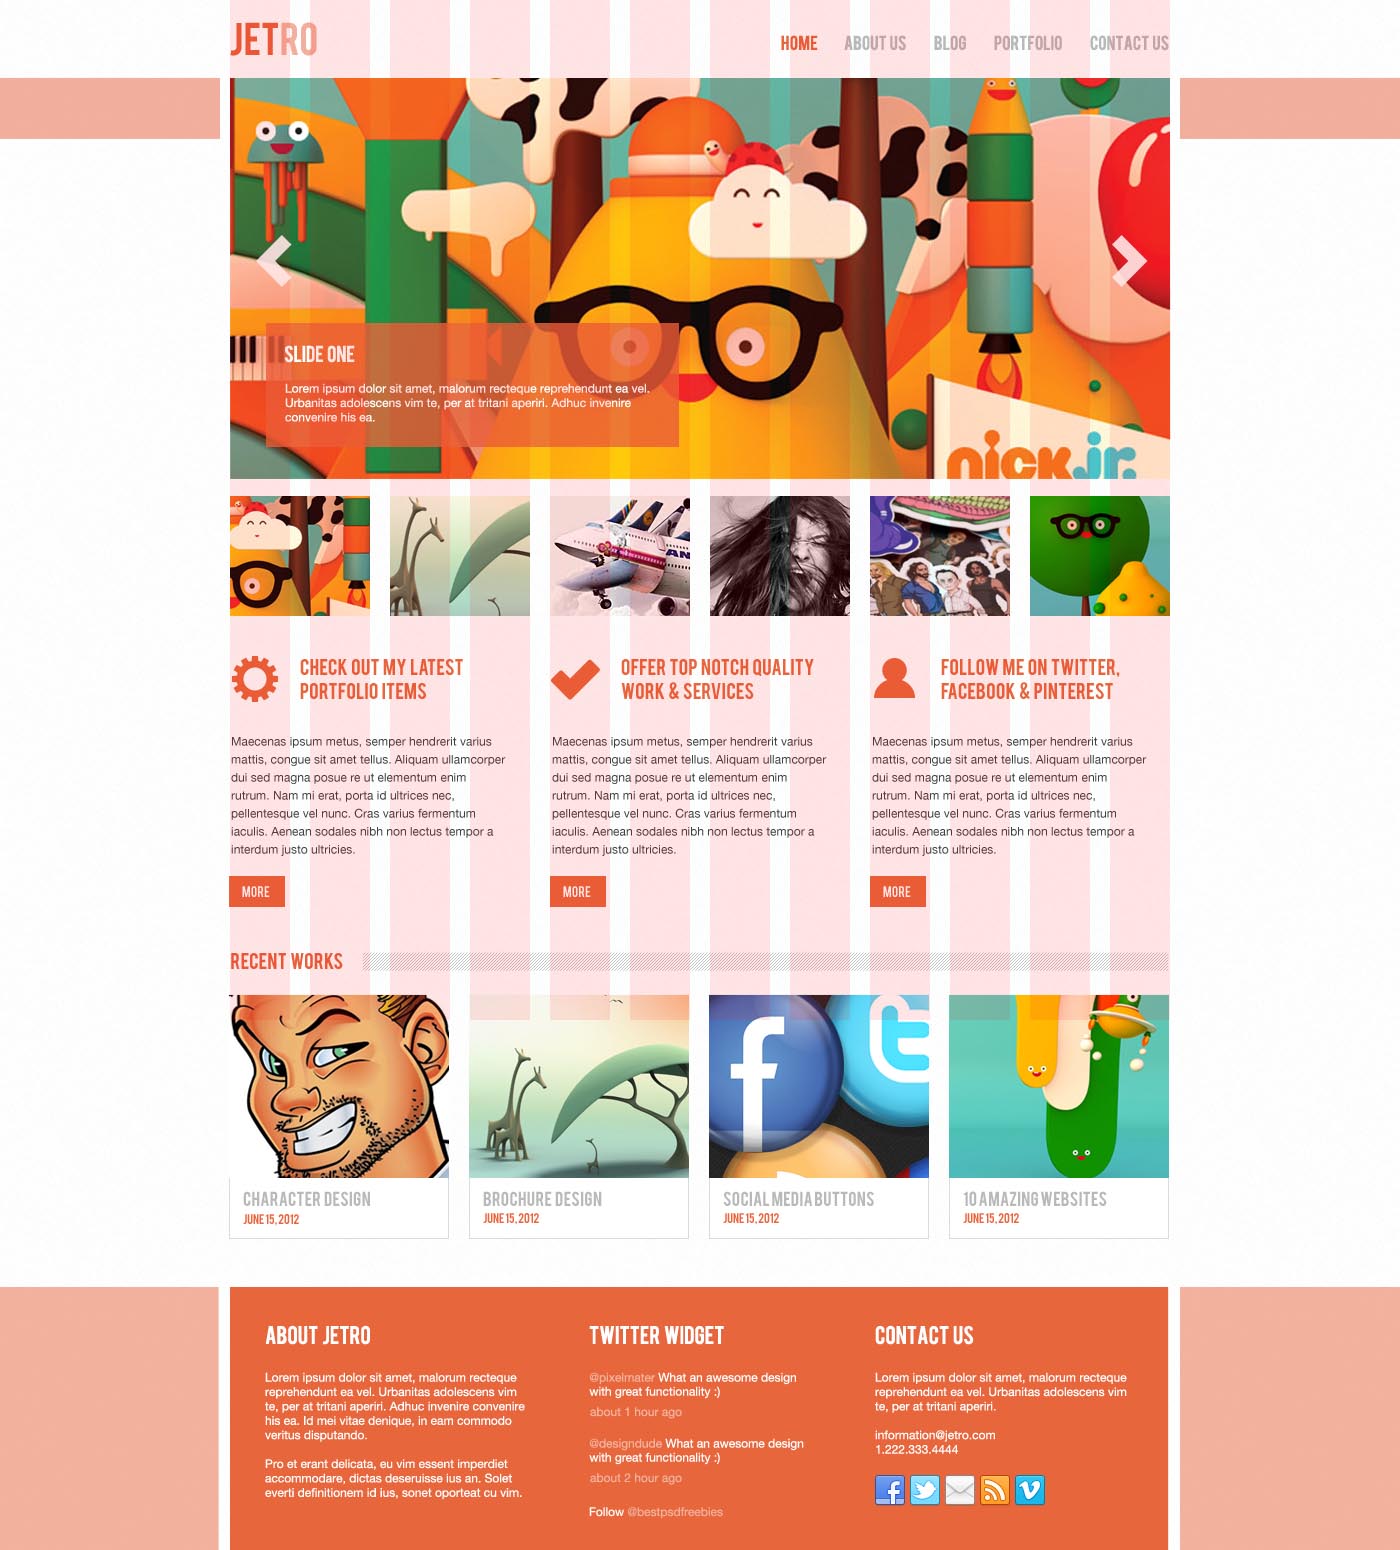 JETRO
HOME ABOUT US BLOG PORTFOLIO CONTACT US
SLIDE ONE
Lorem ipsum dolor sit amet, malorum recteque reprehendunt ea vel.
Urbanitas adolescens vim te, per at tritani aperiri. Adhuc invenire
convenire his ea.
nick jr.
CHECK OUT MY LATEST
PORTFOLIO ITEMS
Maecenas ipsum metus, semper hendrerit varius
mattis, congue sit amet tellus. Aliquam ullamcorper
dui sed magna posue re ut elementum enim
rutrum. Nam mi erat, porta id ultrices nec,
pellentesque vel nunc. Cras varius fermentum
iaculis. Aenean sodales nibh non lectus tempor a
interdum justo ultricies.
MORE
OFFER TOP NOTCH QUALITY
WORK & SERVICES
Maecenas ipsum metus, semper hendrerit varius
mattis, congue sit amet tellus. Aliquam ullamcorper
dui sed magna posue re ut elementum enim
rutrum. Nam mi erat, porta id ultrices nec,
pellentesque vel nunc. Cras varius fermentum
iaculis. Aenean sodales nibh non lectus tempor a
interdum justo ultricies.
MORE
FOLLOW ME ON TWITTER,
FACEBOOK & PINTEREST
Maecenas ipsum metus, semper hendrerit varius
mattis, congue sit amet tellus. Aliquam ullamcorper
dui sed magna posue re ut elementum enim
rutrum. Nam mi erat, porta id ultrices nec,
pellentesque vel nunc. Cras varius fermentum
iaculis. Aenean sodales nibh non lectus tempor a
interdum justo ultricies.
MORE
RECENT WORKS
CHARACTER DESIGN
JUNE 15, 2012
BROCHURE DESIGN
JUNE 15, 2012
SOCIAL MEDIA BUTTONS
JUNE 15, 2012
10 AMAZING WEBSITES
JUNE 15, 2012
ABOUT JETRO
Lorem ipsum dolor sit amet, malorum recteque
reprehendunt ea vel. Urbanitas adolescens vim
te, per at tritani aperiri. Adhuc invenire convenire
his ea. Id mei vitae denique, in eam commodo
veritus disputando.
Pro et erant delicata, eu vim essent imperdiet
accommodare, dictas deseruisse ius an. Solet
everti definitionem id ius, sonet oporteat cu vim.
TWITTER WIDGET
@pixelmater What an awesome design
with great functionality :)
about 1 hour ago
@designdude What an awesome design
with great functionality :)
about 2 hour ago
Follow @bestpsdfreebies
CONTACT US
Lorem ipsum dolor sit amet, malorum recteque
reprehendunt ea vel. Urbanitas adolescens vim
te, per at tritani aperiri.
information@jetro.com
1.222.333.4444